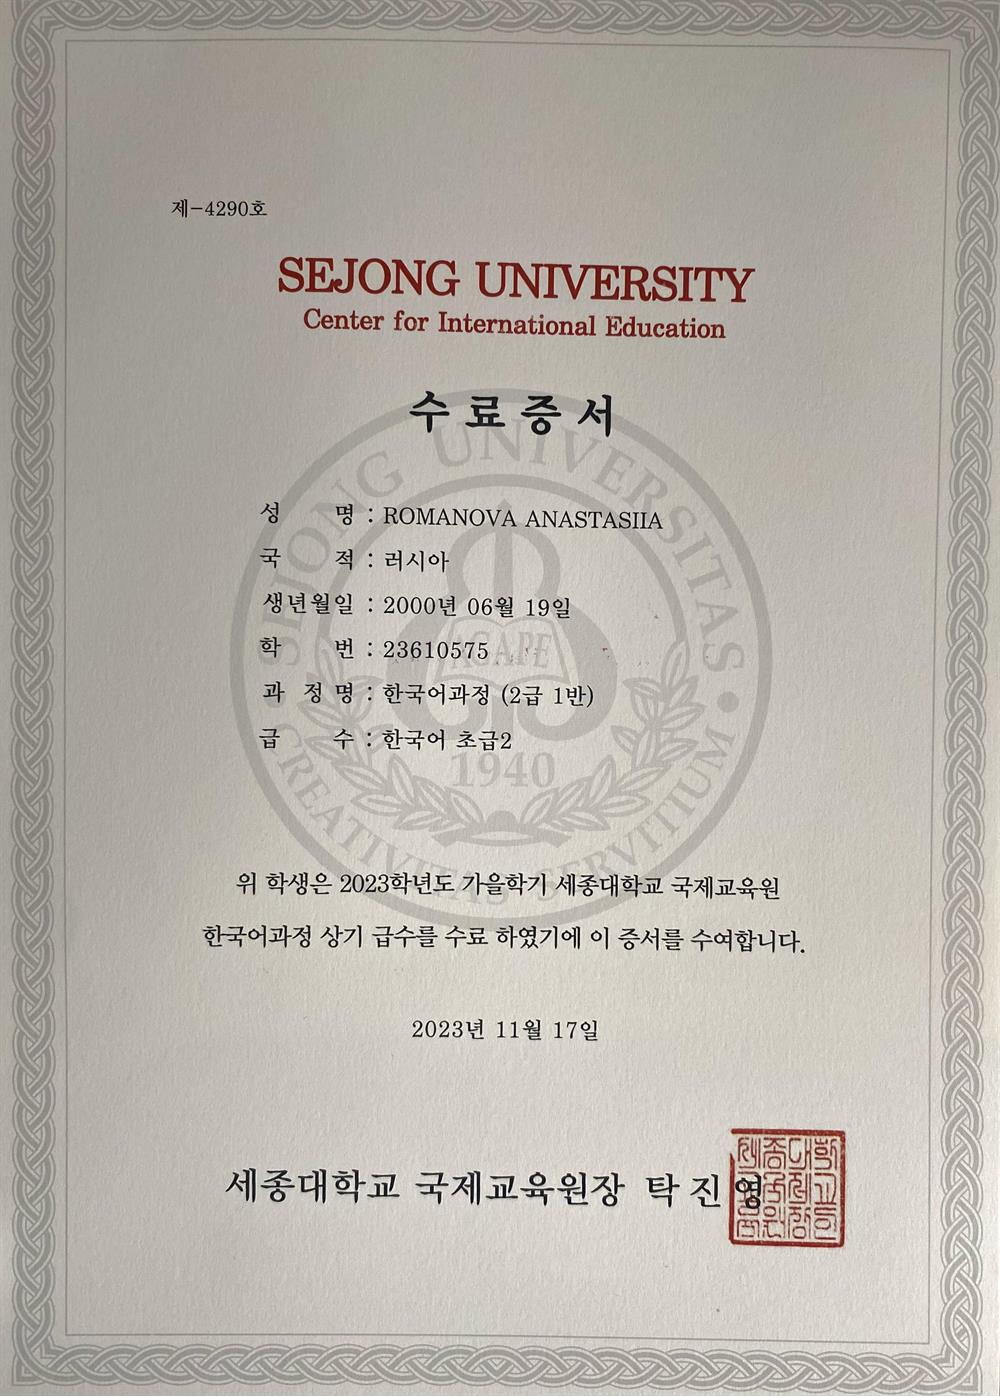 제-4290호
SEJONG UNIVERSITY
Center for International Education
수료증서
성 명 : ROMANOVA ANASTASIIA
국 적 : 러시아
생년월일 : 2000년 06월 19일
학 번 : 23610575
과 정 명 : 한국어과정 (2급 1반)
급 수 : 한국어 초급2
SEJONG UNIVERSITAS
AGAPE
1940
CREATIVITAS SERVITIUM
위 학생은 2023학년도 가을학기 세종대학교 국제교육원
한국어과정 상기 급수를 수료 하였기에 이 증서를 수여합니다.
2023년 11월 17일
세종대학교 국제교육원장 탁진영